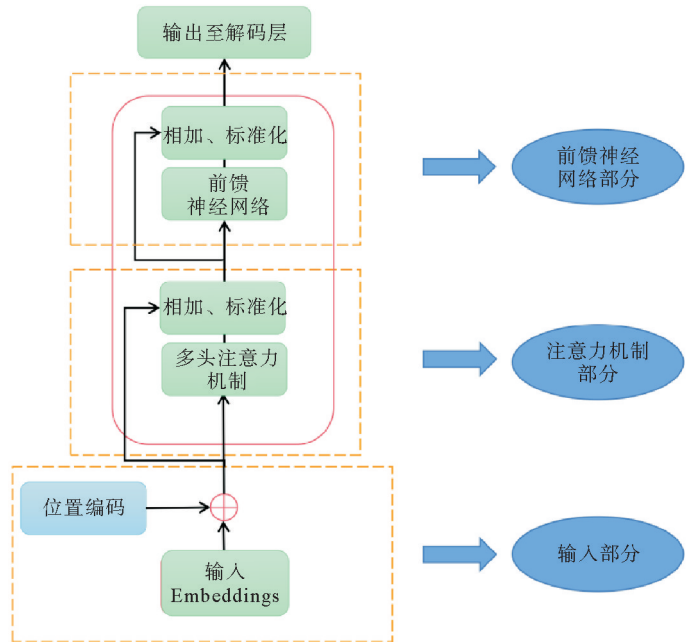 输出至解码层
相加、标准化
前馈
神经网络
前馈神经
网络部分
相加、标准化
多头注意力
机制
注意力机制
部分
位置编码
输入
Embeddings
输入部分